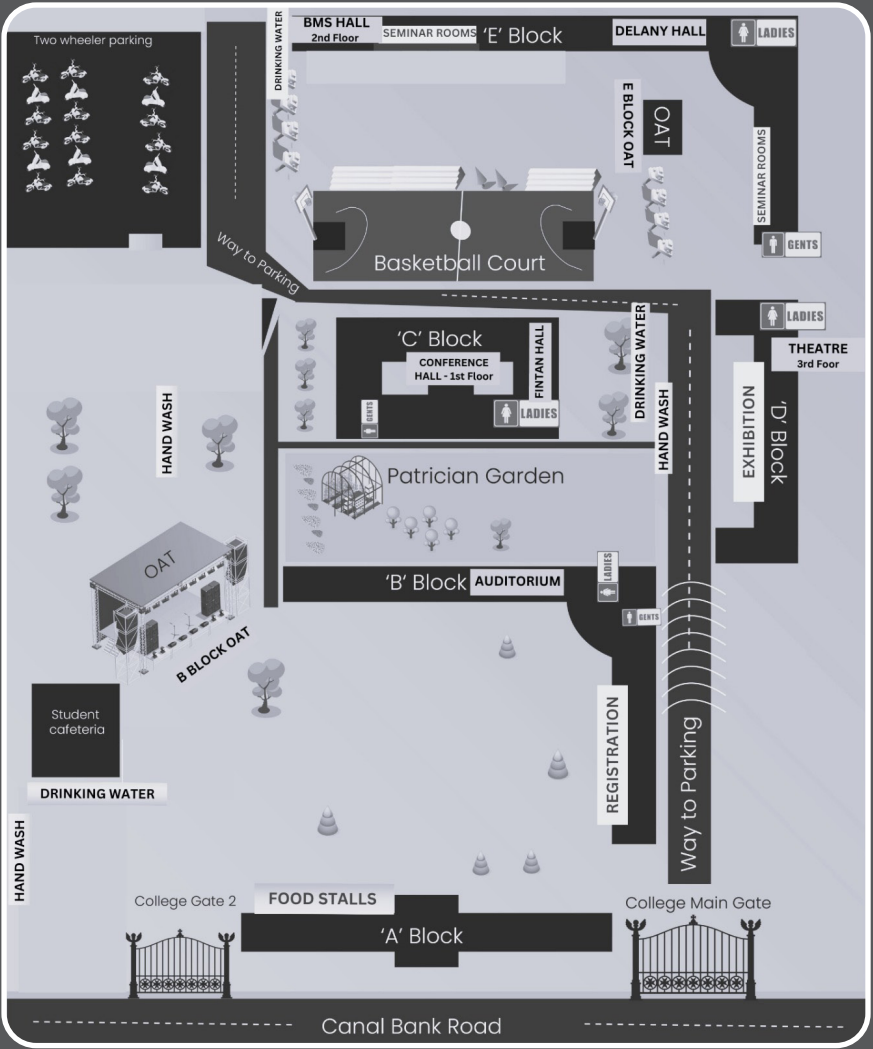 Two wheeler parking
DRINKING WATER
BMS HALL
2nd Floor
SEMINAR ROOMS
'E' Block
DELANY HALL
LADIES
E BLOCK OAT
OAT
SEMINAR ROOMS
GENTS
Way to Parking
Basketball Court
'C' Block
CONFERENCE
HALL - 1st Floor
FINTAN HALL
GENTS
LADIES
DRINKING WATER
HAND WASH
LADIES
THEATRE
3rd Foor
EXHIBITION
'D' Block
HAND WASH
Patrician Garden
OAT
B BLOCK OAT
'B' Block
AUDITORIUM
LADIES
GENTS
REGISTRATION
Way to Parking
Student
cafeteria
DRINKING WATER
HAND WASH
College Gate 2
FOOD STALLS
'A' Block
College Main Gate
Canal Bank Road